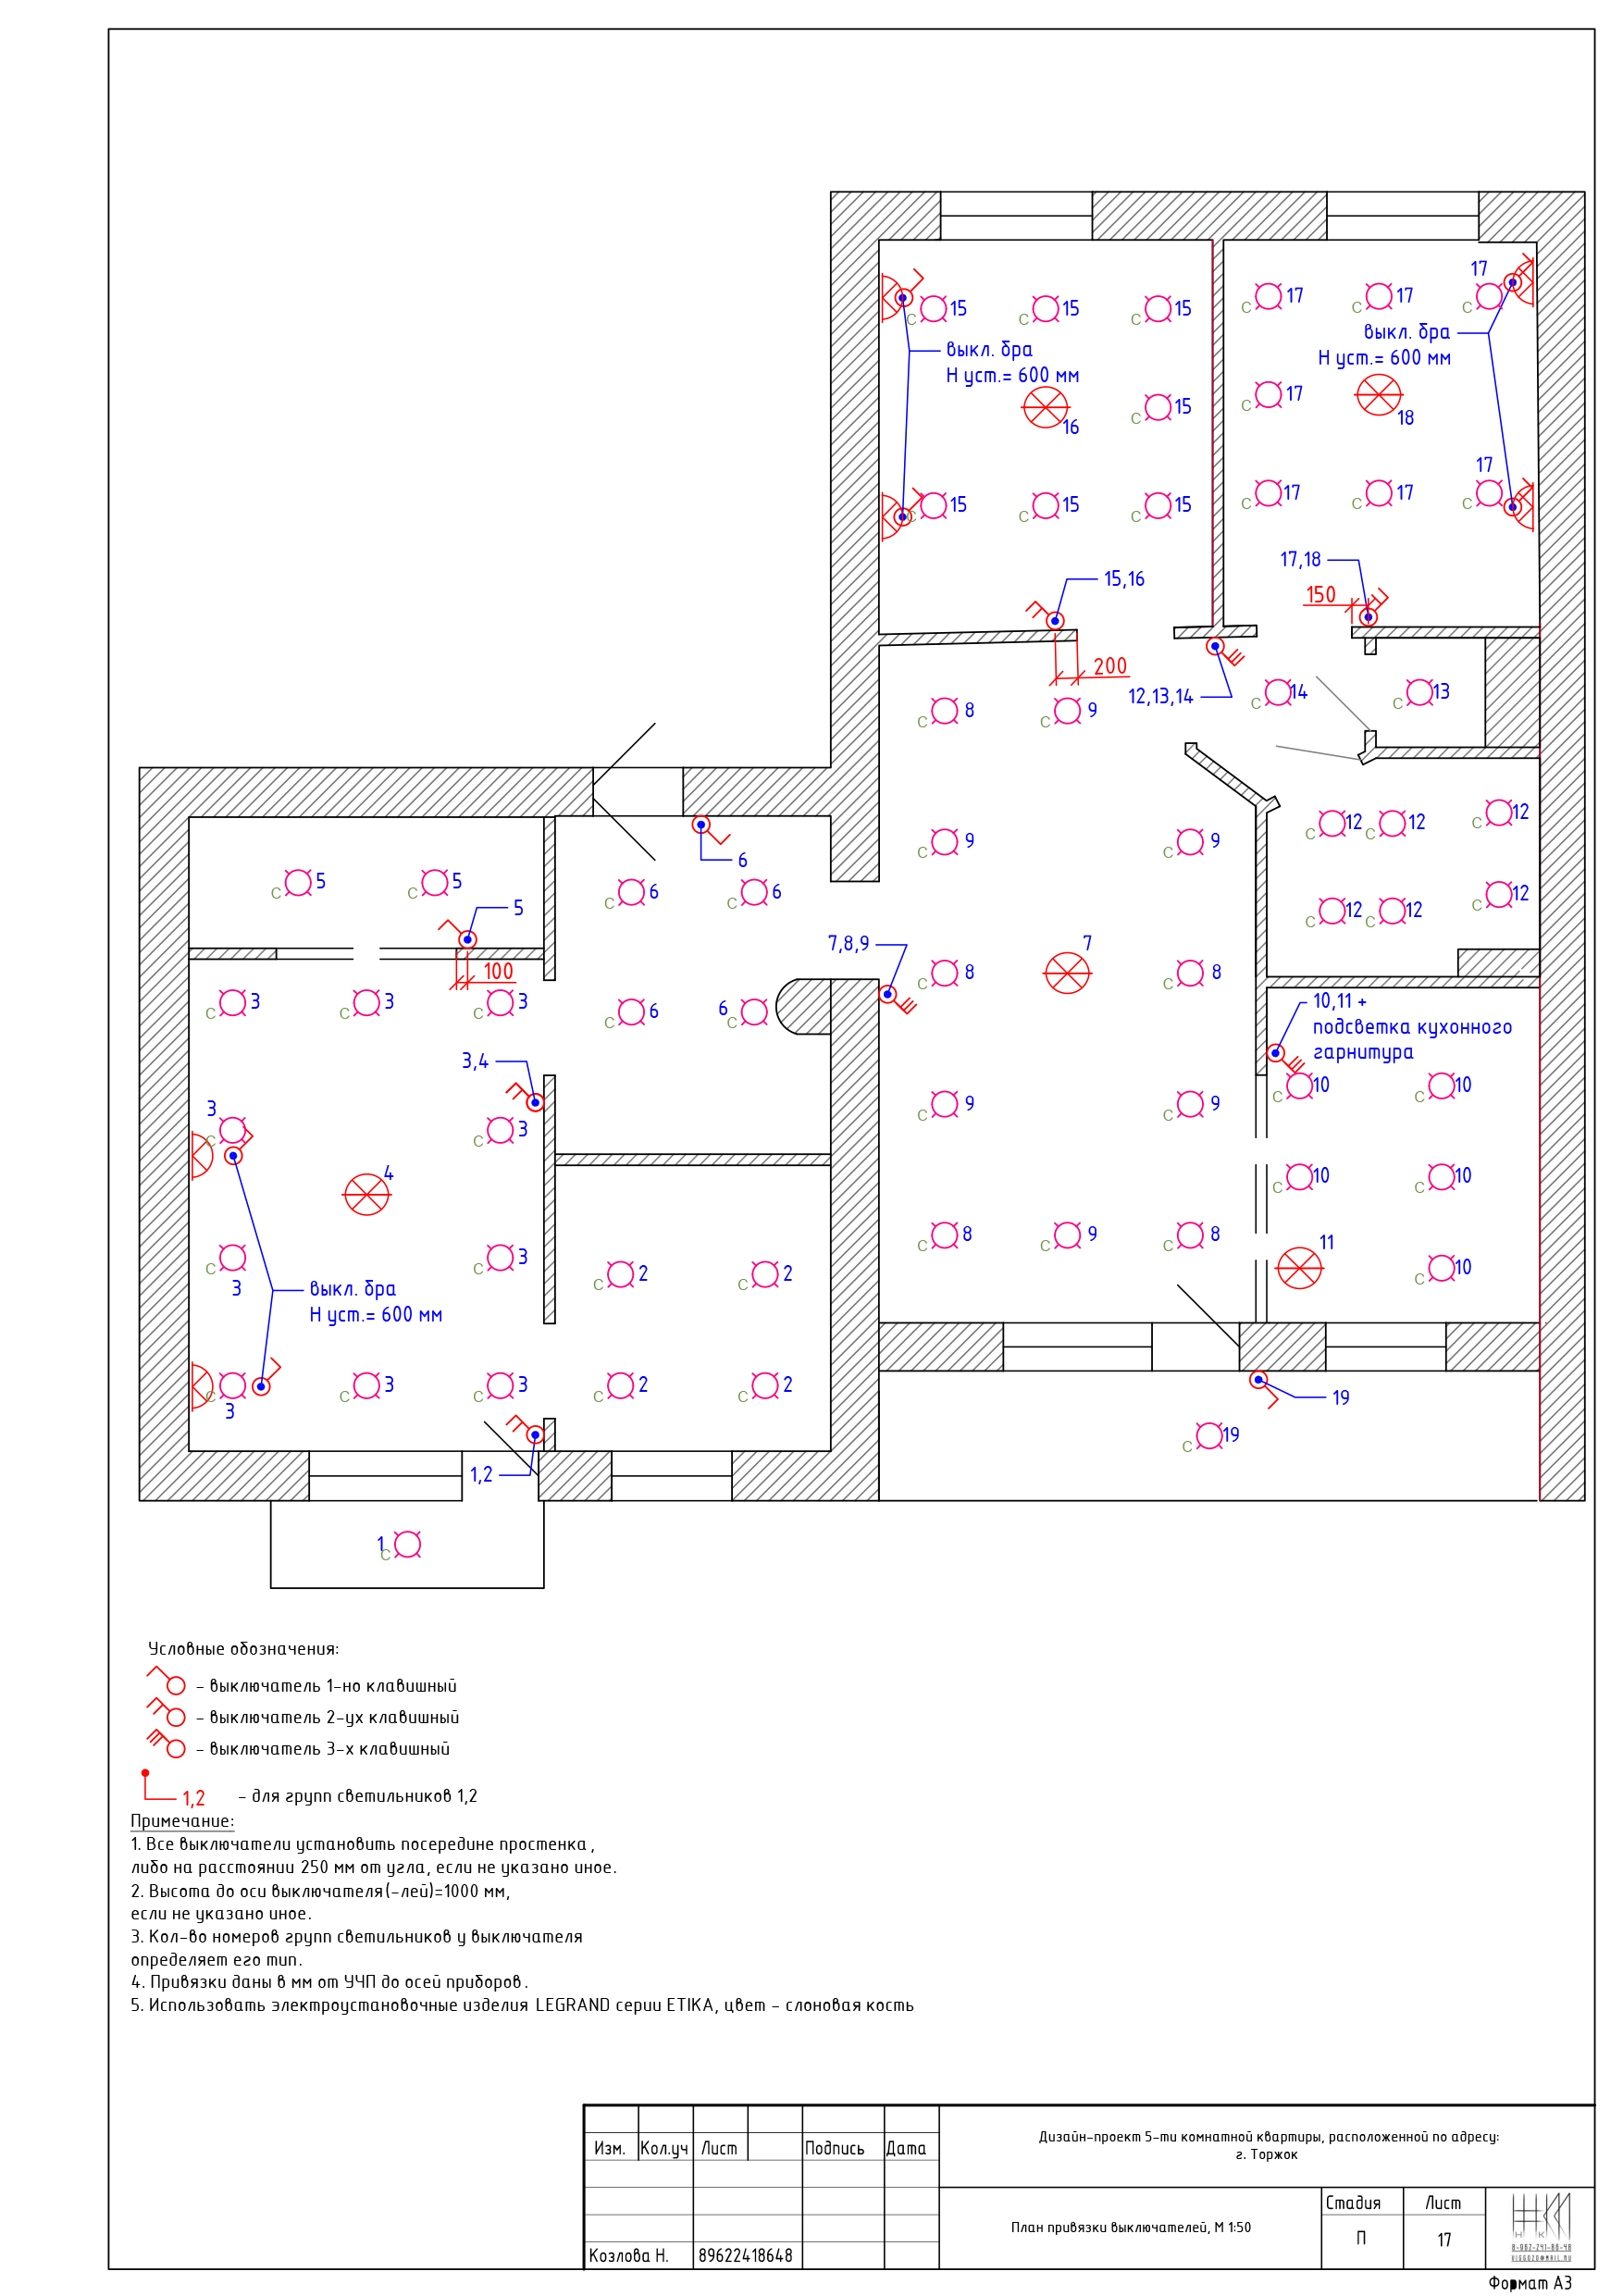 17
17
17
15
15
15
выкл. бра
Н уст.= 600 мм
выкл. бра
Н уст.= 600 мм
17
15
16
18
15
15
15
17
17
17
17,18
15,16
150
200
12,13,14
14
13
8
9
6
9
9
12
12
12
5
5
6
6
12
12
12
5
7,8,9
7
8
8
100
3
3
3
6
6
10,11 +
подсветка кухонного
гарнитура
3,4
10
10
3
3
9
9
4
10
10
8
9
8
11
10
3
3
2
2
выкл. бра
Н уст.= 600 мм
3
3
3
2
2
19
19
1,2
1
С
Условные обозначения:
- выключатель 1-но клавишный
- выключатель 2-ух клавишный
- выключатель 3-х клавишный
1,2 - для групп светильников 1,2
Примечание:
1. Все выключатели установить посередине простенка,
либо на расстоянии 250 мм от угла, если не указано иное.
2. Высота до оси выключателя(-лей)=1000 мм,
если не указано иное.
3. Кол-во номеров групп светильников у выключателя
определяет его тип.
4. Привязки даны в мм от УЧП до осей приборов.
5. Использовать электроустановочные изделия LEGRAND серии ETIKA, цвет - слоновая кость
Изм. Кол.уч Лист Подпись Дата
Дизайн-проект 5-ти комнатной квартиры, расположенной по адресу:
г. Торжок
План привязки выключателей, М 1:50
Стадия Лист
П 17
Козлова Н. 89622418648
Н К
8-962-241-86-48
Формат А3